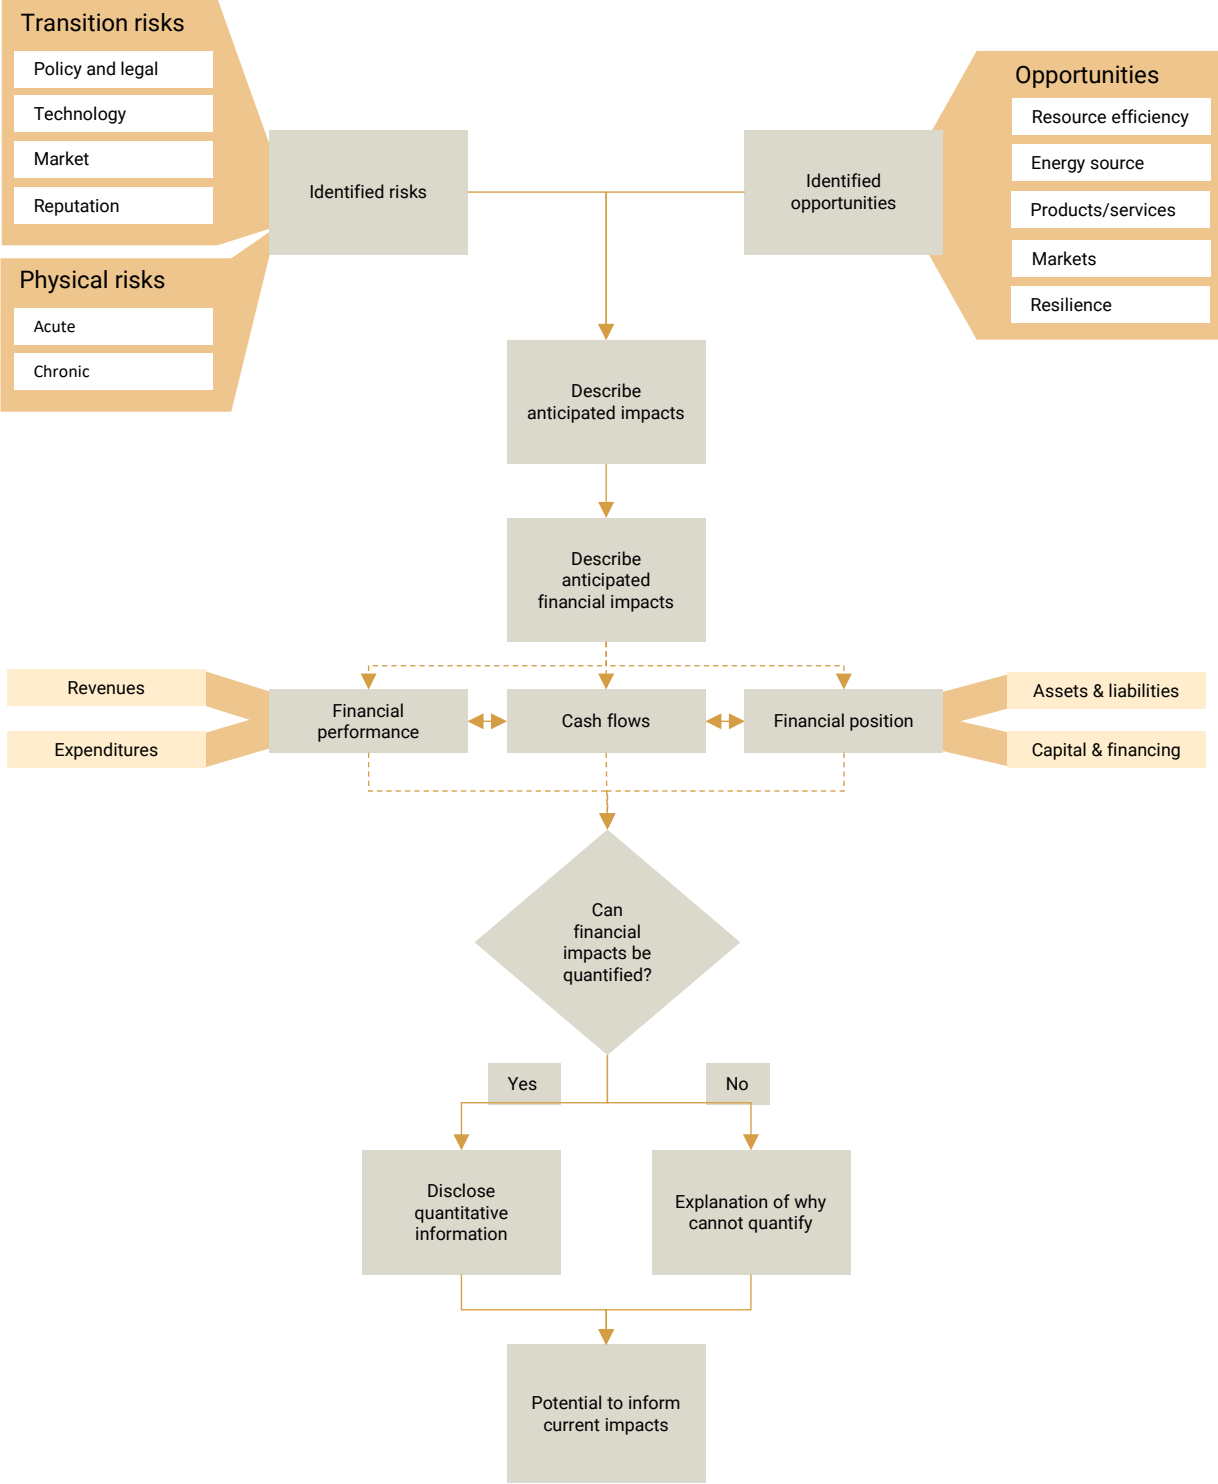 Transition risks
Policy and legal
Technology
Market
Reputation
Physical risks
Acute
Chronic
Identified risks
Identified
opportunities
Opportunities
Resource efficiency
Energy source
Products/services
Markets
Resilience
Describe
anticipated impacts
Describe
anticipated
financial impacts
Revenues
Expenditures
Financial
performance
Cash flows
Financial position
Assets & liabilities
Capital & financing
Can
financial
impacts be
quantified?
Yes
No
Disclose
quantitative
information
Explanation of why
cannot quantify
Potential to inform
current impacts